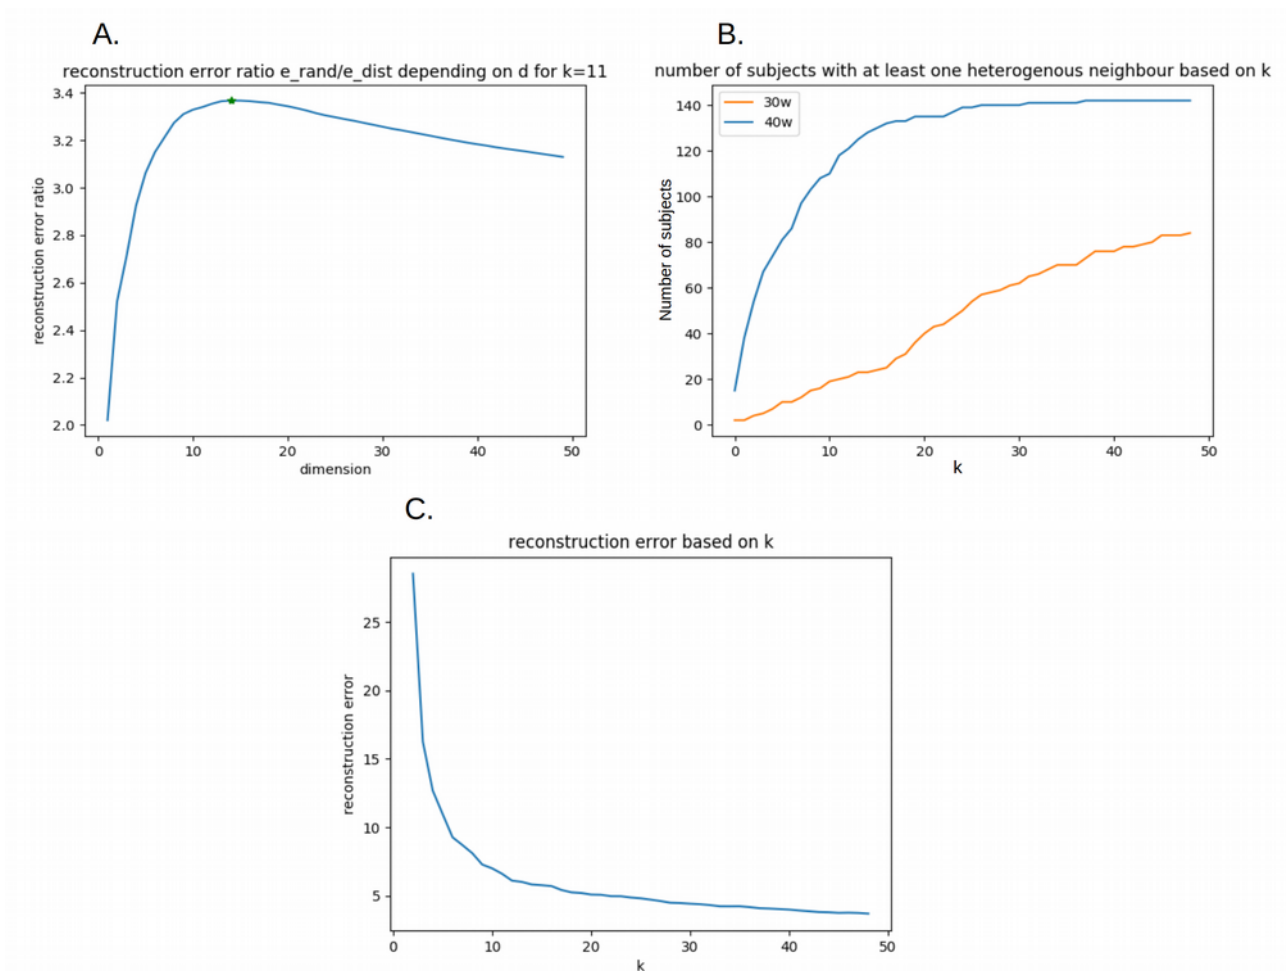 A.
reconstruction error ratio e_rand/e_dist depending on d for k=11
3.4
3.2
3.0
2.8
2.6
2.4
2.2
2.0
reconstruction error ratio
0 10 20 30 40 50
dimension
B.
number of subjects with at least one heterogenous neighbour based on k
30w
40w
140
120
100
80
60
40
20
0
Number of subjects
0 10 20 30 40 50
k
C.
reconstruction error based on k
25
20
15
10
5
reconstruction error
0 10 20 30 40 50
k